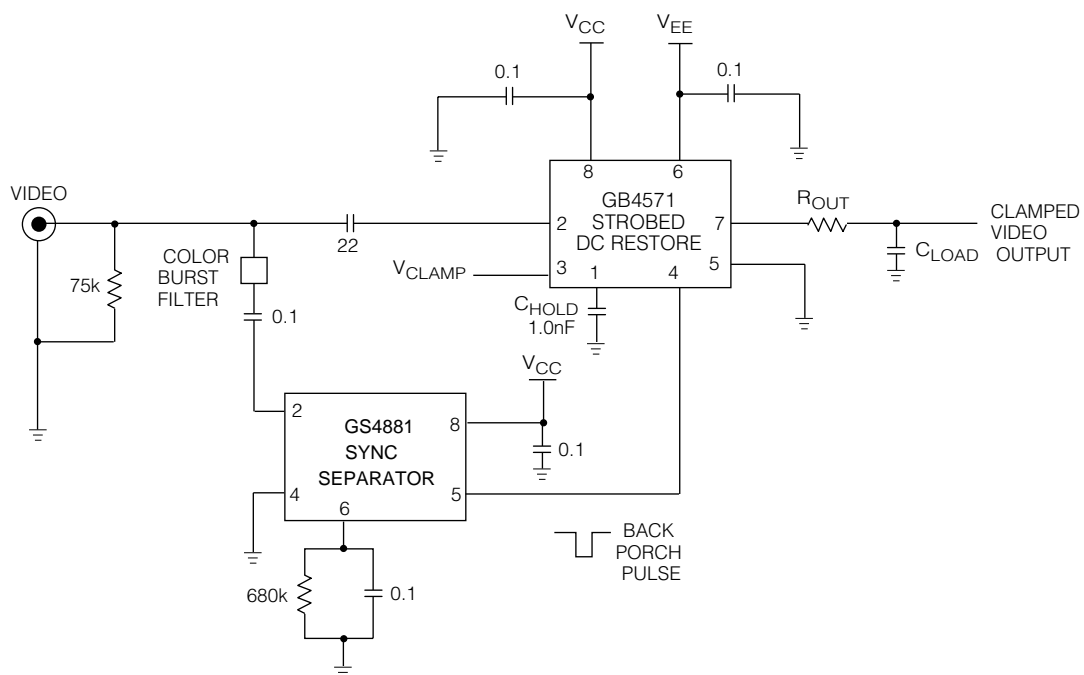 VCC
VEE
0.1
0.1
8
6
VIDEO
GB4571
STROBED
DC RESTORE
2
7
ROUT
CLAMPED
VIDEO
OUTPUT
22
COLOR
BURST
FILTER
VCLAMP
3
1
4
5
CLOAD
75k
0.1
CHOLD
1.0nF
VCC
2
GS4881
SYNC
SEPARATOR
8
0.1
4
6
5
BACK
PORCH
PULSE
680k
0.1